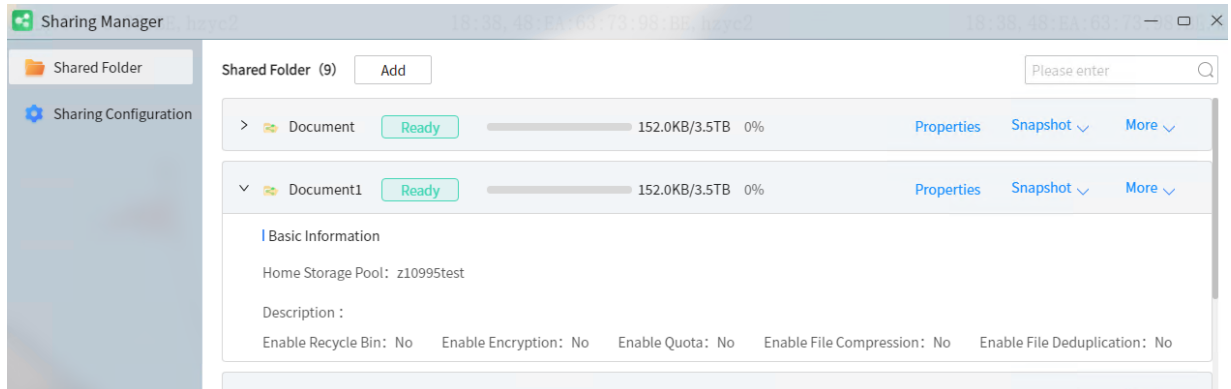 Sharing Manager
Shared Folder
Sharing Configuration
Shared Folder（9）
Add
Please enter
Document
Ready
152.0KB/3.5TB 0%
Properties
Snapshot
More
Document1
Ready
152.0KB/3.5TB 0%
Properties
Snapshot
More
Basic Information
Home Storage Pool： z10995test
Description：
Enable Recycle Bin： No Enable Encryption： No Enable Quota： No Enable File Compression： No Enable File Deduplication： No